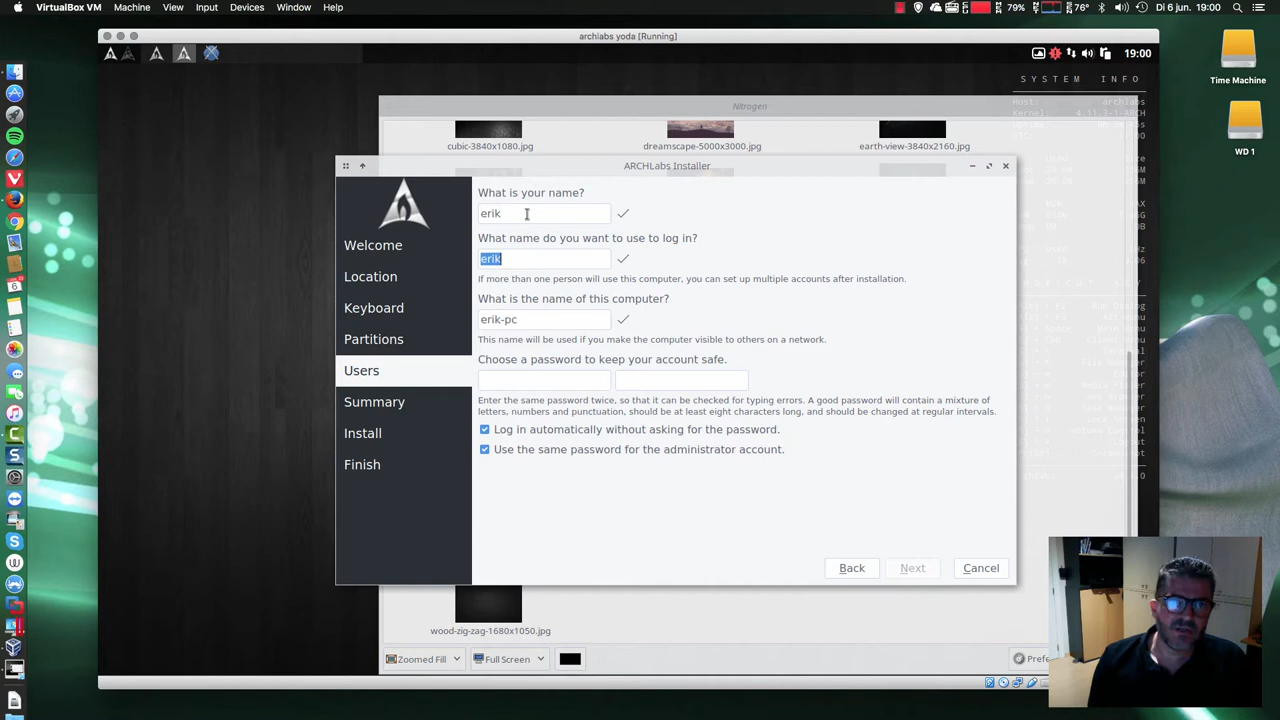 VirtualBox VM Machine View Input Devices Window Help
79% 76° Di 6 jun. 19:00
archlabs yoda [Running]
19:00
Time Machine
WD 1
SYSTEM INFO
Host: archlabs
Kernel: 4.11.3-1-ARCH
Nitrogen
cubic-3840x1080.jpg
dreamscape-5000x3000.jpg
earth-view-3840x2160.jpg
ARCHLabs Installer
Welcome
Location
Keyboard
Partitions
Users
Summary
Install
Finish
What is your name?
erik
What name do you want to use to log in?
erik
If more than one person will use this computer, you can set up multiple accounts after installation.
What is the name of this computer?
erik-pc
This name will be used if you make the computer visible to others on a network.
Choose a password to keep your account safe.
Enter the same password twice, so that it can be checked for typing errors. A good password will contain a mixture of
letters, numbers and punctuation, should be at least eight characters long, and should be changed at regular intervals.
Log in automatically without asking for the password.
Use the same password for the administrator account.
Back
Next
Cancel
wood-zig-zag-1680x1050.jpg
Zoomed Fill
Full Screen